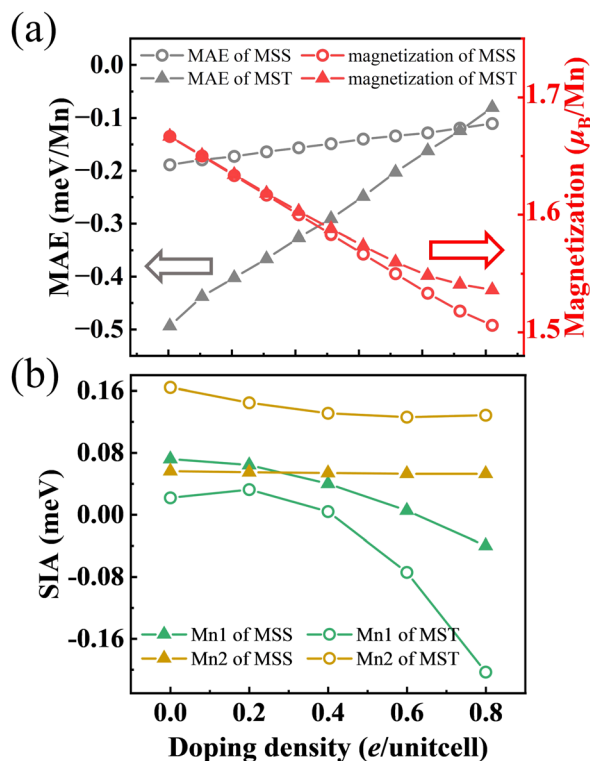 (a)
0.0
-0.1
-0.2
-0.3
-0.4
-0.5
MAE (meV/Mn)
MAE of MSS
magnetization of MSS
MAE of MST
magnetization of MST
1.7
1.6
1.5
Magnetization (μB/Mn)
(b)
0.16
0.08
0.00
-0.08
-0.16
SIA (meV)
Mn1 of MSS
Mn1 of MST
Mn2 of MSS
Mn2 of MST
0.0 0.2 0.4 0.6 0.8
Doping density (e/unitcell)